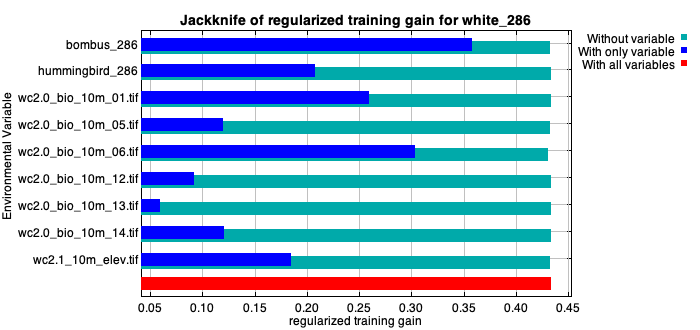 Jackknife of regularized training gain for white_286
Without variable
With only variable
With all variables
Environmental Variable
bombus_286
hummingbird_286
wc2.0_bio_10m_01.tif
wc2.0_bio_10m_05.tif
wc2.0_bio_10m_06.tif
wc2.0_bio_10m_12.tif
wc2.0_bio_10m_13.tif
wc2.0_bio_10m_14.tif
wc2.1_10m_elev.tif
0.05 0.10 0.15 0.20 0.25 0.30 0.35 0.40 0.45
regularized training gain